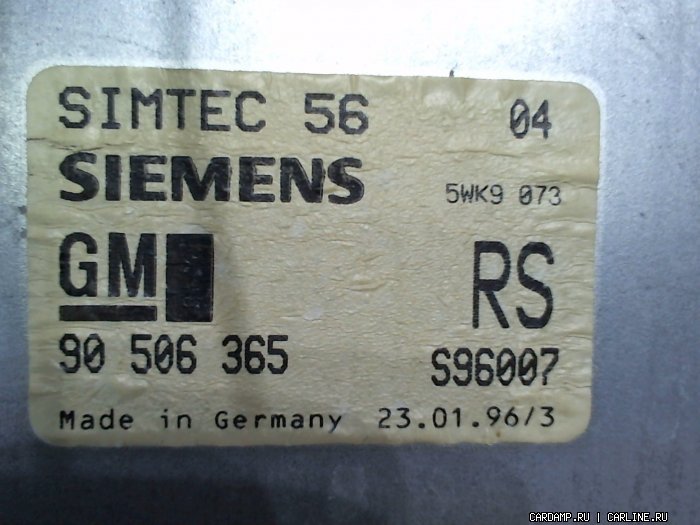 SIMTEC 56 04
SIEMENS 5WK9 073
GM RS
90 506 365 S96007
Made in Germany 23.01.96/3
CARDAMP.RU / CARLINE.RU